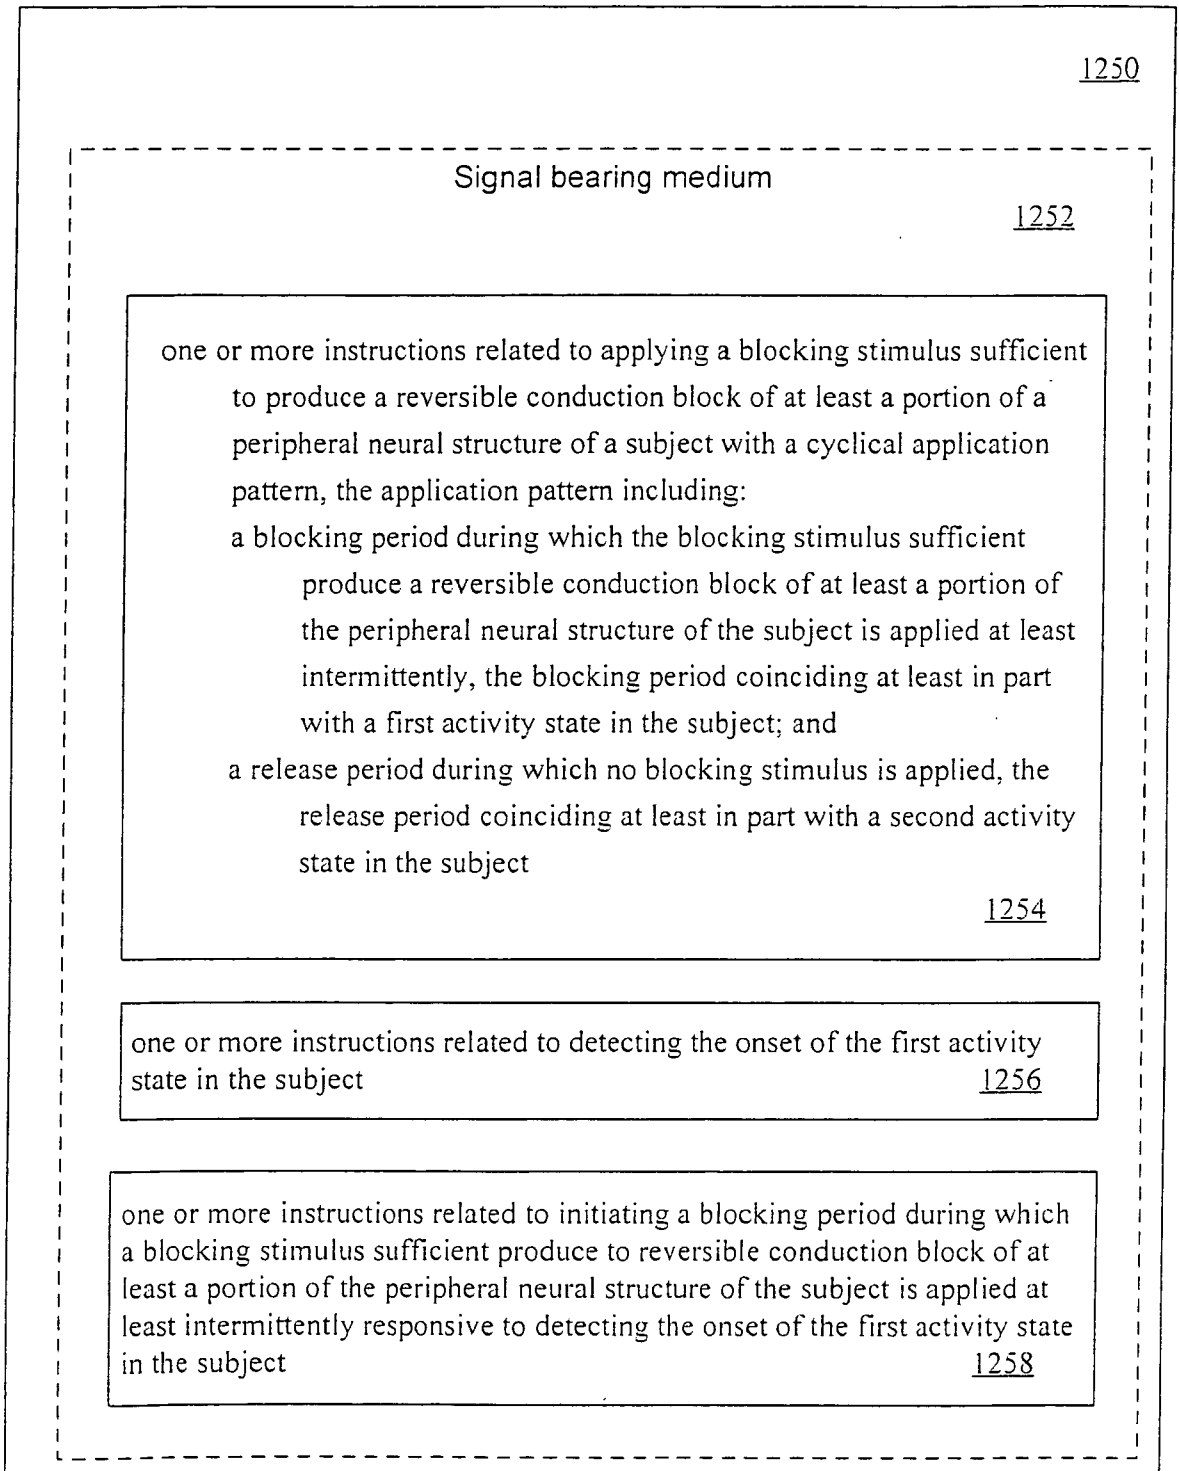 1250
Signal bearing medium
1252
one or more instructions related to applying a blocking stimulus sufficient
to produce a reversible conduction block of at least a portion of a
peripheral neural structure of a subject with a cyclical application
pattern, the application pattern including:
a blocking period during which the blocking stimulus sufficient
produce a reversible conduction block of at least a portion of
the peripheral neural structure of the subject is applied at least
intermittently, the blocking period coinciding at least in part
with a first activity state in the subject; and
a release period during which no blocking stimulus is applied, the
release period coinciding at least in part with a second activity
state in the subject
1254
one or more instructions related to detecting the onset of the first activity
state in the subject 1256
one or more instructions related to initiating a blocking period during which
a blocking stimulus sufficient produce to reversible conduction block of at
least a portion of the peripheral neural structure of the subject is applied at
least intermittently responsive to detecting the onset of the first activity state
in the subject 1258